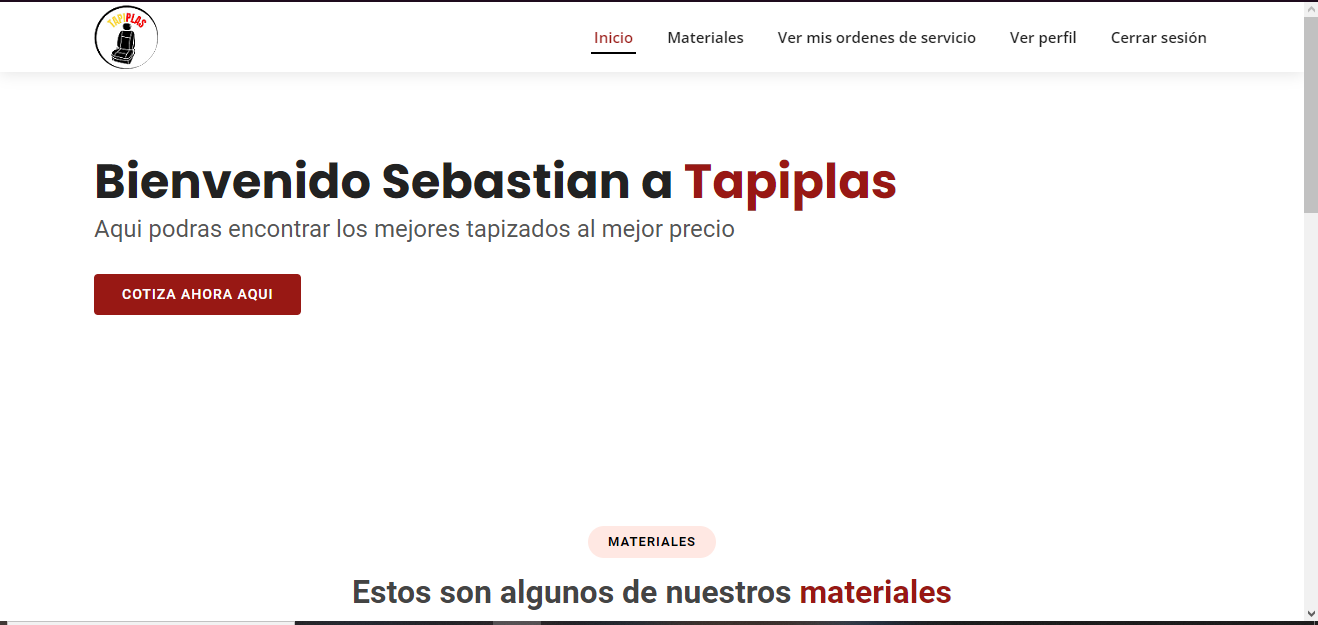 TAPIPLAS
Inicio
Materiales
Ver mis ordenes de servicio
Ver perfil
Cerrar sesión
Bienvenido Sebastian a Tapiplas
Aqui podras encontrar los mejores tapizados al mejor precio
COTIZA AHORA AQUI
MATERIALES
Estos son algunos de nuestros materiales